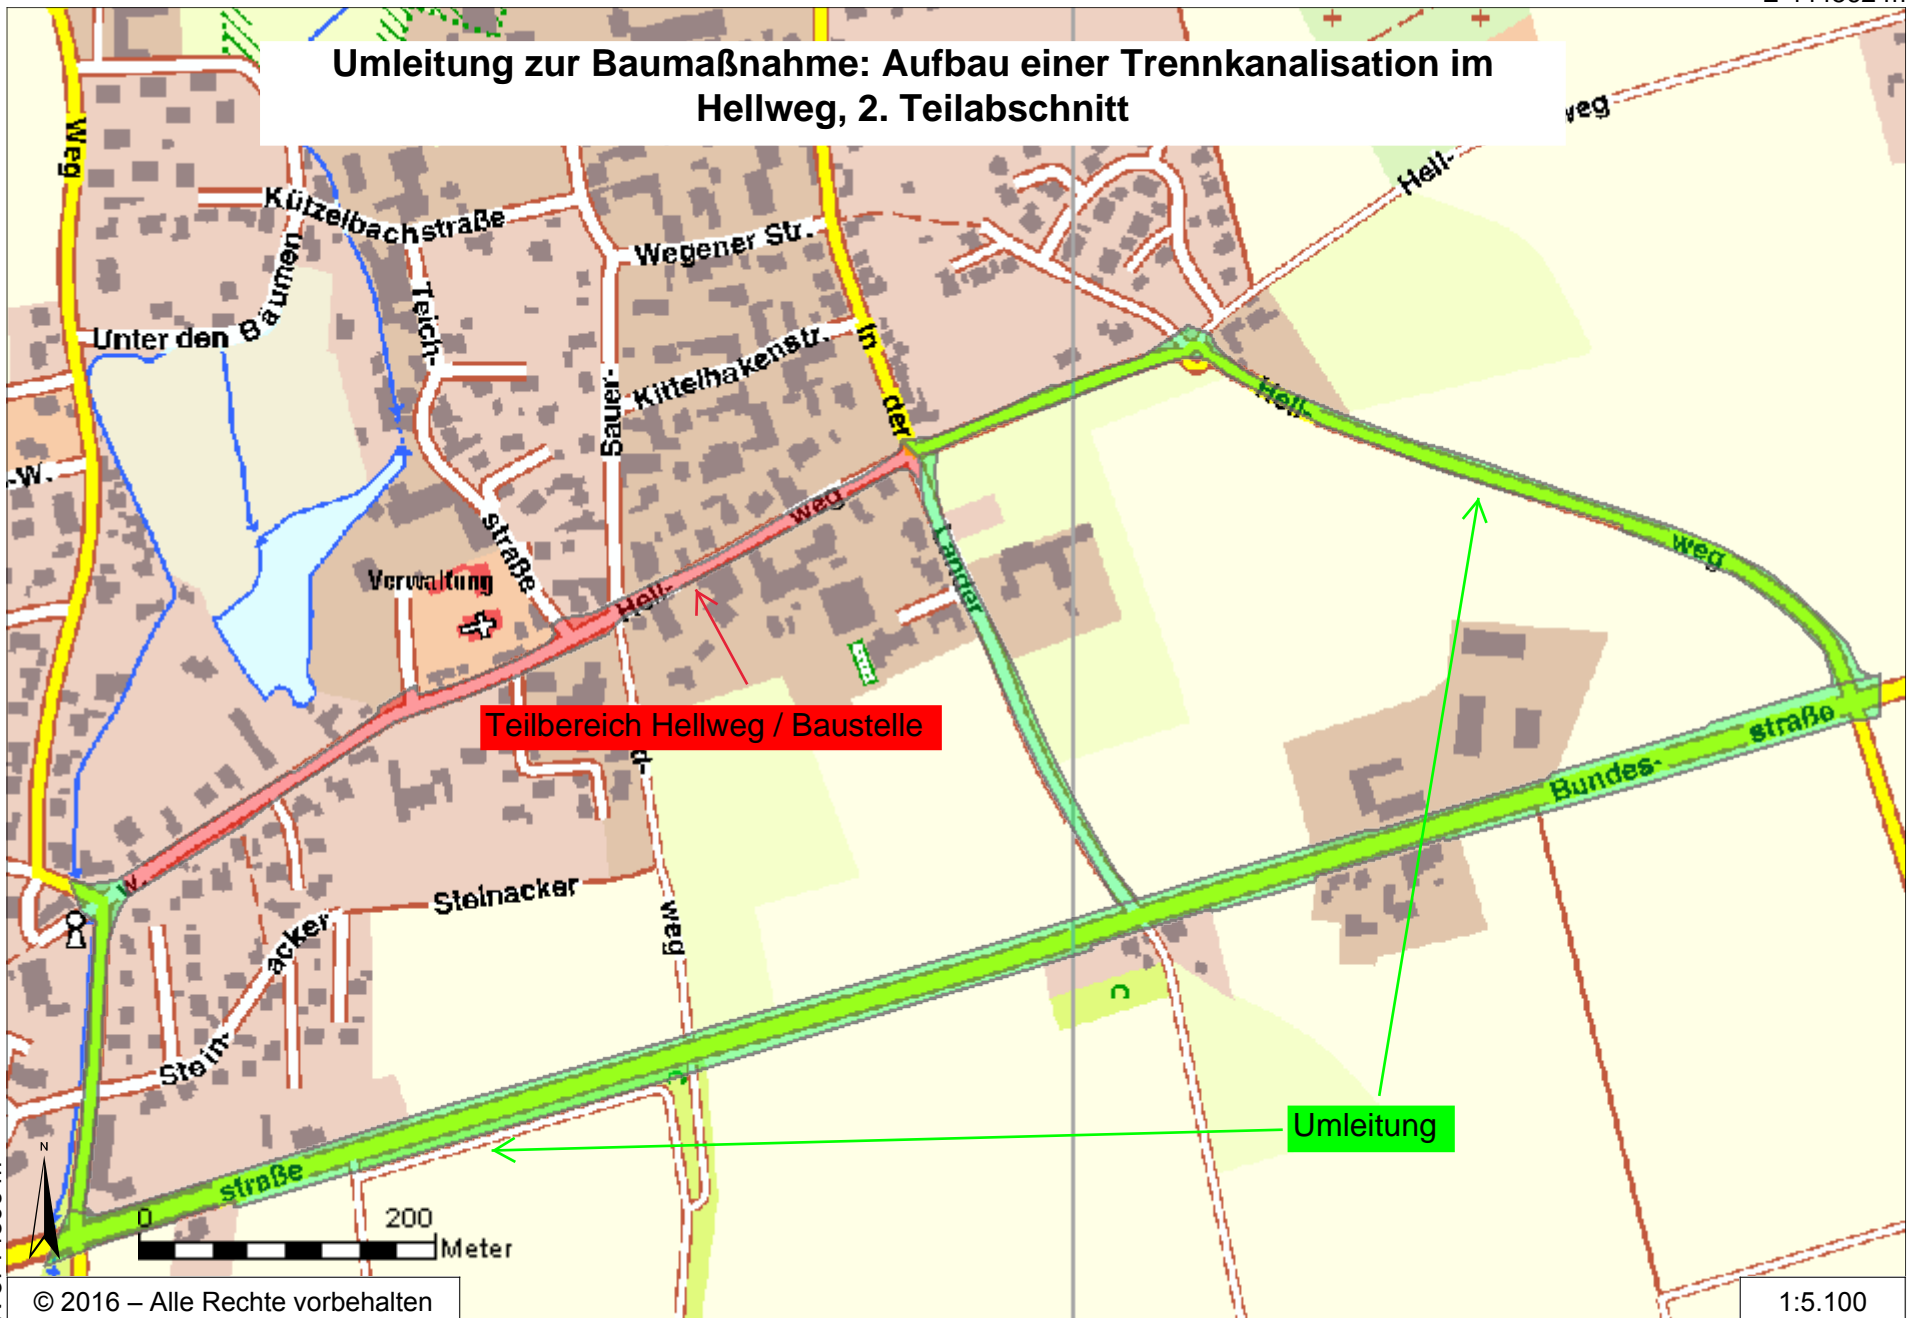 Umleitung zur Baumaßnahme: Aufbau einer Trennkanalisation im
Hellweg, 2. Teilabschnitt
Weg
weg
Hell-
Kützelbachstraße
Wegener Str.
Unter den Bäumen
Teich-
straße
Sauer-
Kittelhakenstr.
In der
Hell-
weg
-W.
Verwaltung
Hell-
weg
Lander
Teilbereich Hellweg / Baustelle
d-
weg
straße
Bundes-
w.
Steinacker
acker
Stein-
Umleitung
straße
N
0
200
Meter
© 2016 – Alle Rechte vorbehalten
1:5.100